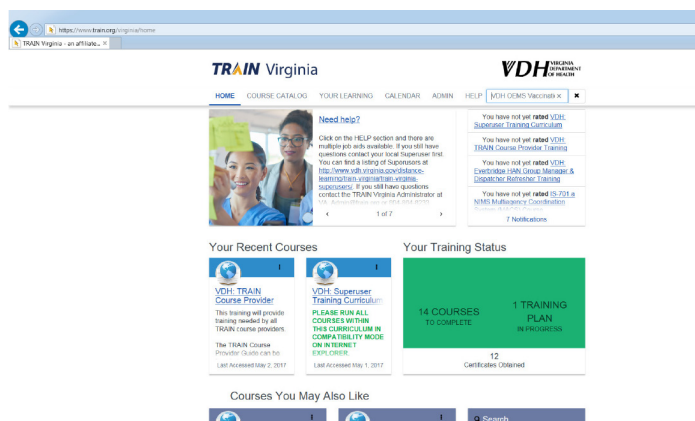 https://www.train.org/virginia/home
TRAIN Virginia - an affiliate...
TRAIN Virginia
VDH VIRGINIA
DEPARTMENT
OF HEALTH
HOME COURSE CATALOG YOUR LEARNING CALENDAR ADMIN HELP VDH OEMS Vaccinatio
Need help?
Click on the HELP section and there are
multiple job aids available. If you still have
questions contact your local Superuser first.
You can find a listing of Superusers at
http://www.vdh.virginia.gov/distance-
learning/train-virginia/train-virginia-
superusers/. If you still have questions
contact the TRAIN Virginia Administrator at
1 of 7
You have not yet rated VDH:
Superuser Training Curriculum
You have not yet rated VDH:
TRAIN Course Provider Training
You have not yet rated VDH:
Everbridge HAN Group Manager &
Dispatcher Refresher Training
You have not yet rated IS-701.a
NIMS Multiagency Coordination
7 Notifications
Your Recent Courses
VDH: TRAIN
Course Provider
This training will provide
training needed by all
TRAIN course providers.
The TRAIN Course
Provider Guide can be
Last Accessed May 2, 2017
VDH: Superuser
Training Curriculum
PLEASE RUN ALL
COURSES WITHIN
THIS CURRICULUM IN
COMPATIBILITY MODE
ON INTERNET
EXPLORER.
Last Accessed May 1, 2017
Your Training Status
14 COURSES
TO COMPLETE
1 TRAINING
PLAN
IN PROGRESS
12
Certificates Obtained
Courses You May Also Like
Search